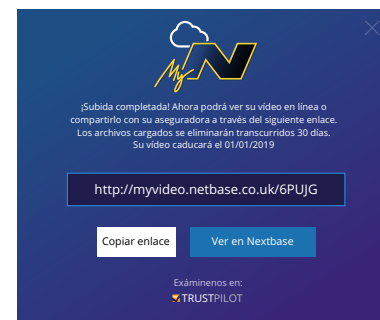 My N
¡Subida completada! Ahora podrá ver su vídeo en línea o
compartirlo con su aseguradora a través del siguiente enlace.
Los archivos cargados se eliminarán transcurridos 30 días.
Su vídeo caducará el 01/01/2019
http://myvideo.netbase.co.uk/6PUJG
Copiar enlace
Ver en Nextbase
Exáminenos en:
TRUSTPILOT